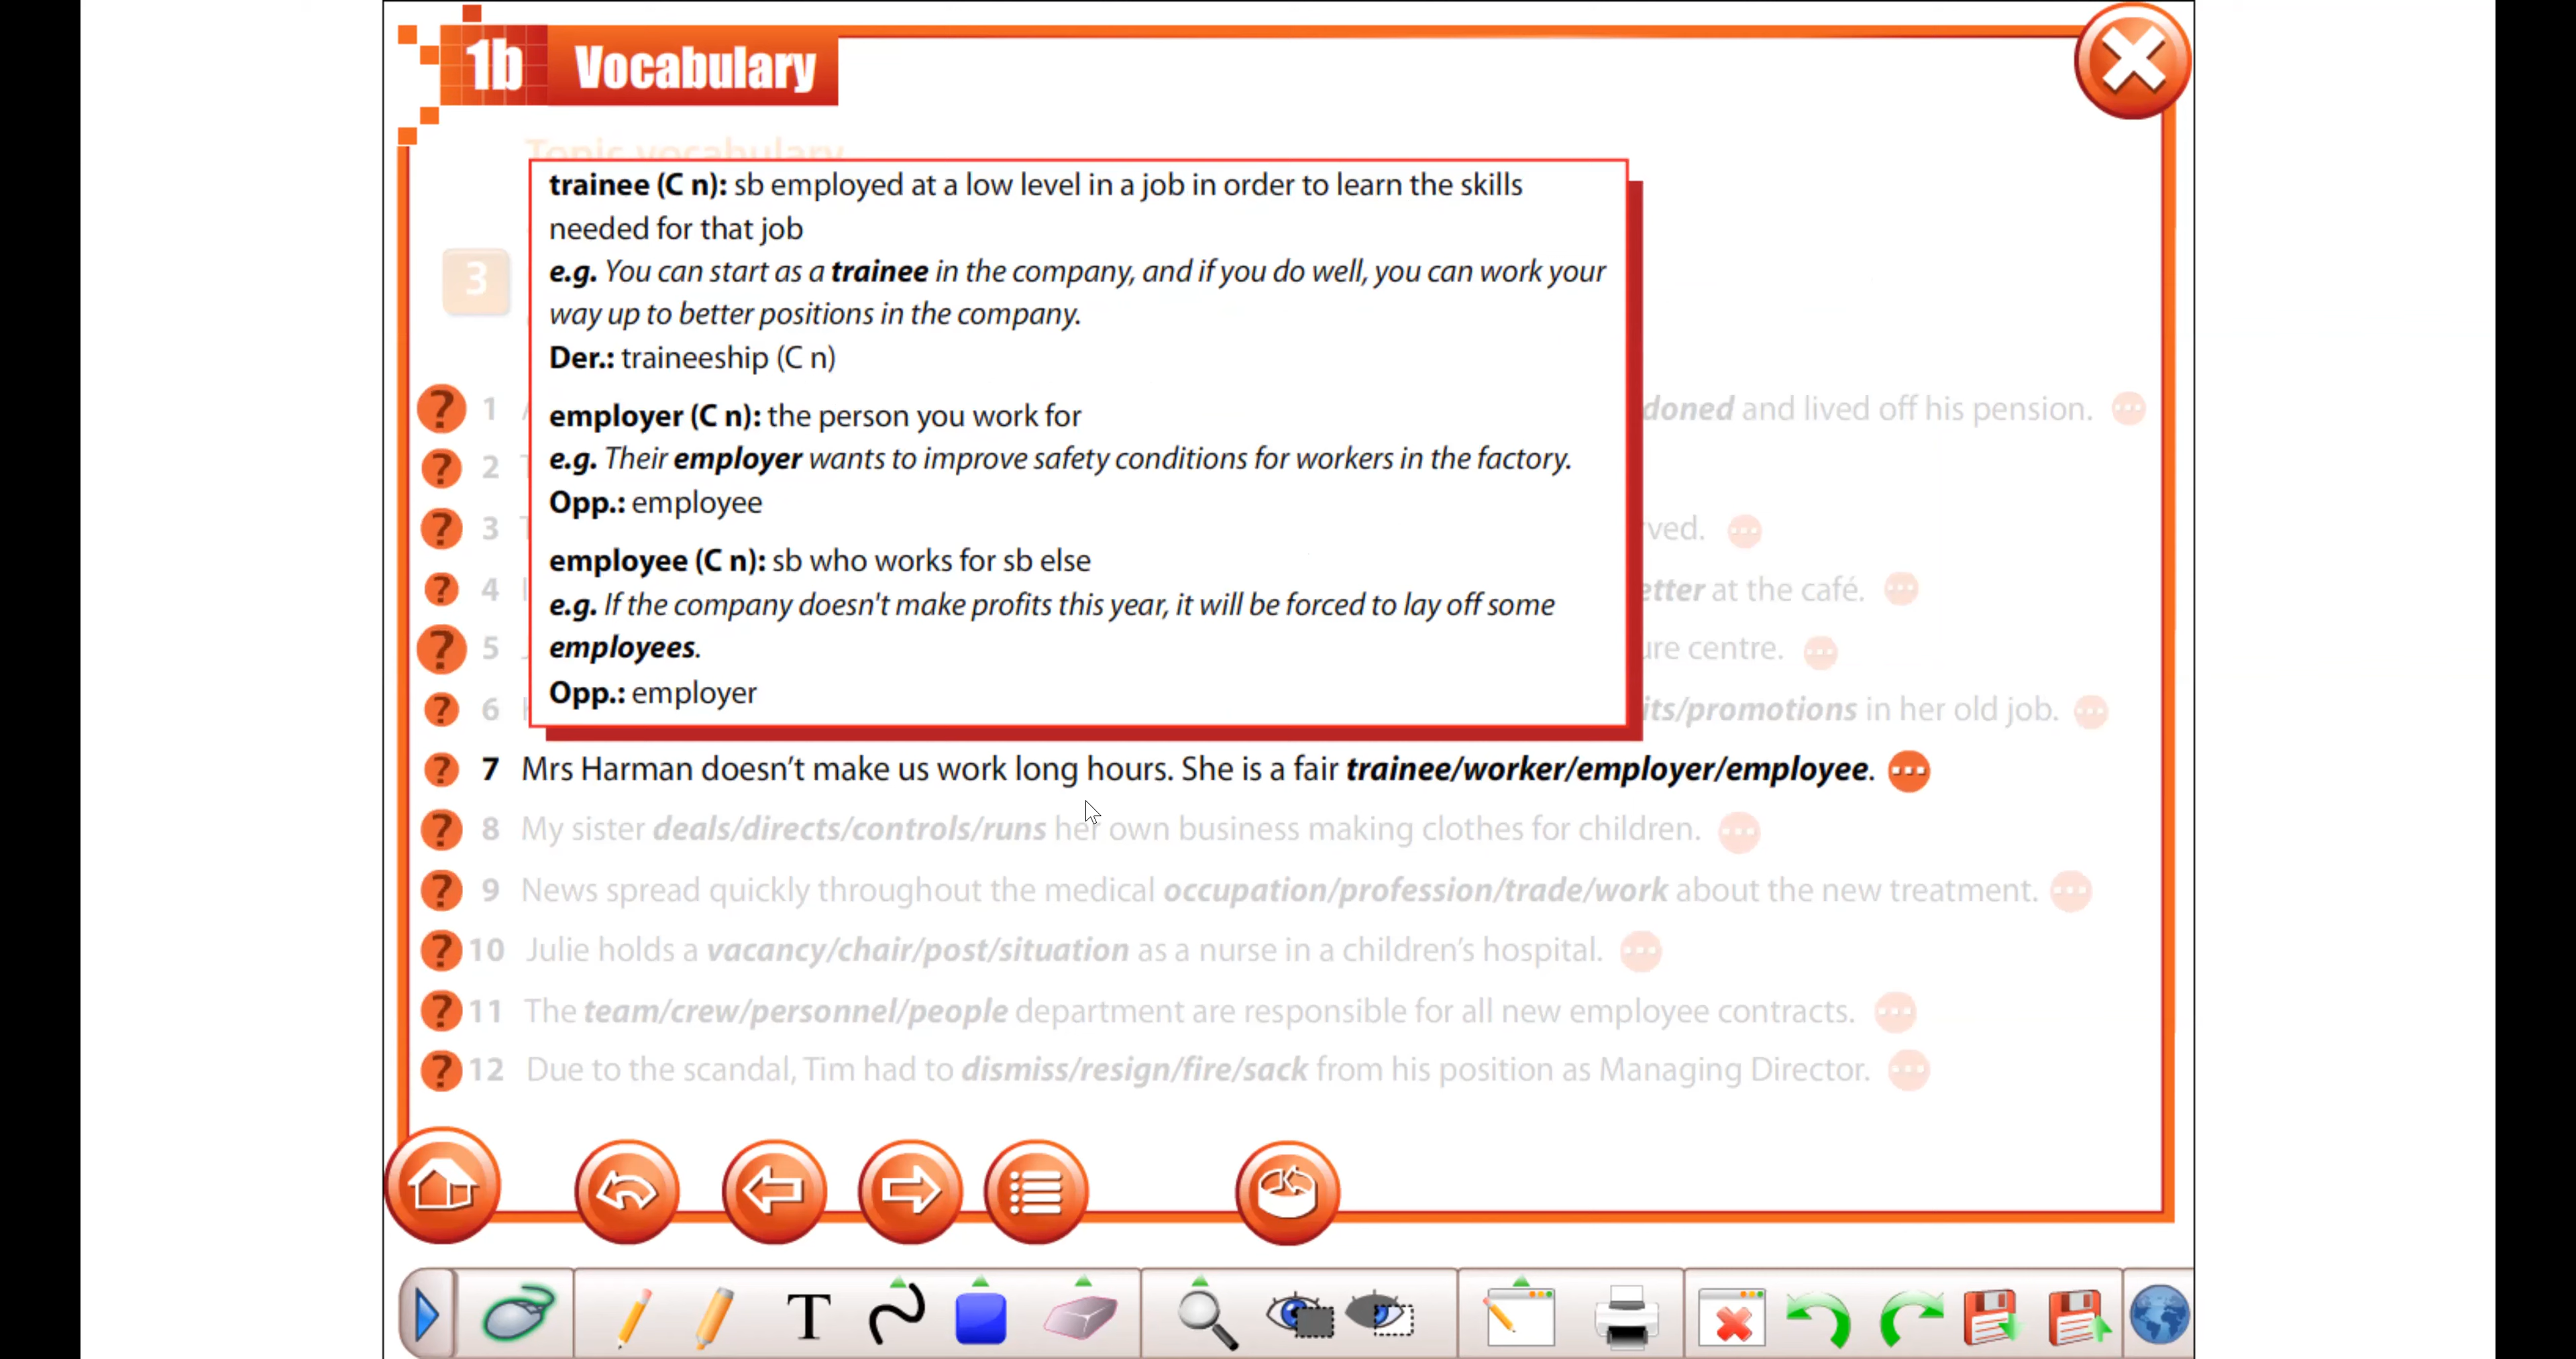 1b Vocabulary
Topic vocabulary
trainee (C n): sb employed at a low level in a job in order to learn the skills
needed for that job
e.g. You can start as a trainee in the company, and if you do well, you can work your
way up to better positions in the company.
Der.: traineeship (C n)
employer (C n): the person you work for
e.g. Their employer wants to improve safety conditions for workers in the factory.
Opp.: employee
employee (C n): sb who works for sb else
e.g. If the company doesn't make profits this year, it will be forced to lay off some
employees.
Opp.: employer
3
? 1 doned and lived off his pension.
? 2
? 3 ved.
? 4 etter at the café.
? 5 ure centre.
? 6 its/promotions in her old job.
? 7 Mrs Harman doesn't make us work long hours. She is a fair trainee/worker/employer/employee.
? 8 My sister deals/directs/controls/runs her own business making clothes for children.
? 9 News spread quickly throughout the medical occupation/profession/trade/work about the new treatment.
? 10 Julie holds a vacancy/chair/post/situation as a nurse in a children's hospital.
? 11 The team/crew/personnel/people department are responsible for all new employee contracts.
? 12 Due to the scandal, Tim had to dismiss/resign/fire/sack from his position as Managing Director.
T